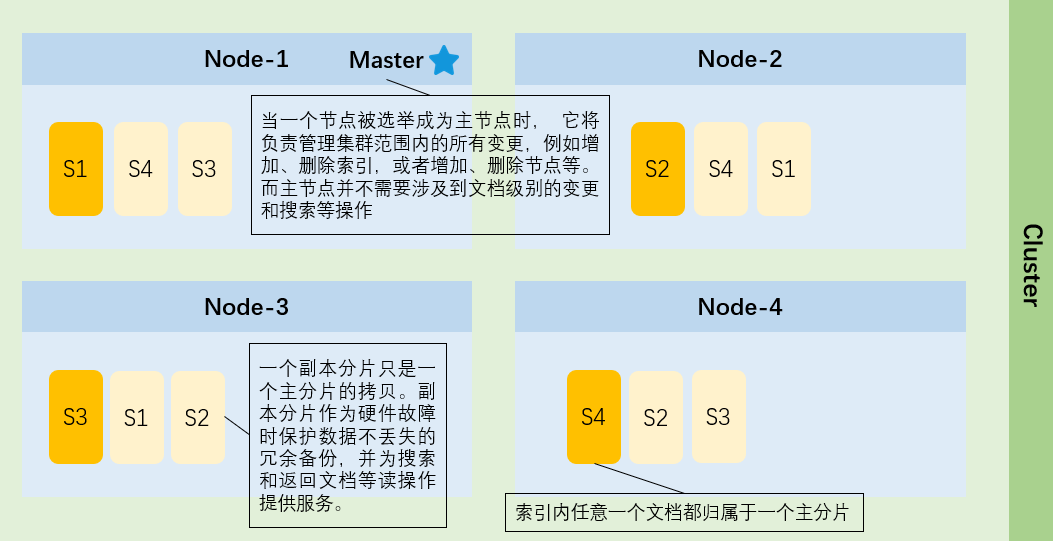 Node-1
Master
当一个节点被选举成为主节点时， 它将
负责管理集群范围内的所有变更，例如增
加、删除索引，或者增加、删除节点等。
而主节点并不需要涉及到文档级别的变更
和搜索等操作
S1
S4
S3
Node-2
S2
S4
S1
Node-3
S3
S1
S2
一个副本分片只是一
个主分片的拷贝。副
本分片作为硬件故障
时保护数据不丢失的
冗余备份，并为搜索
和返回文档等读操作
提供服务。
Node-4
S4
S2
S3
索引内任意一个文档都归属于一个主分片
Cluster